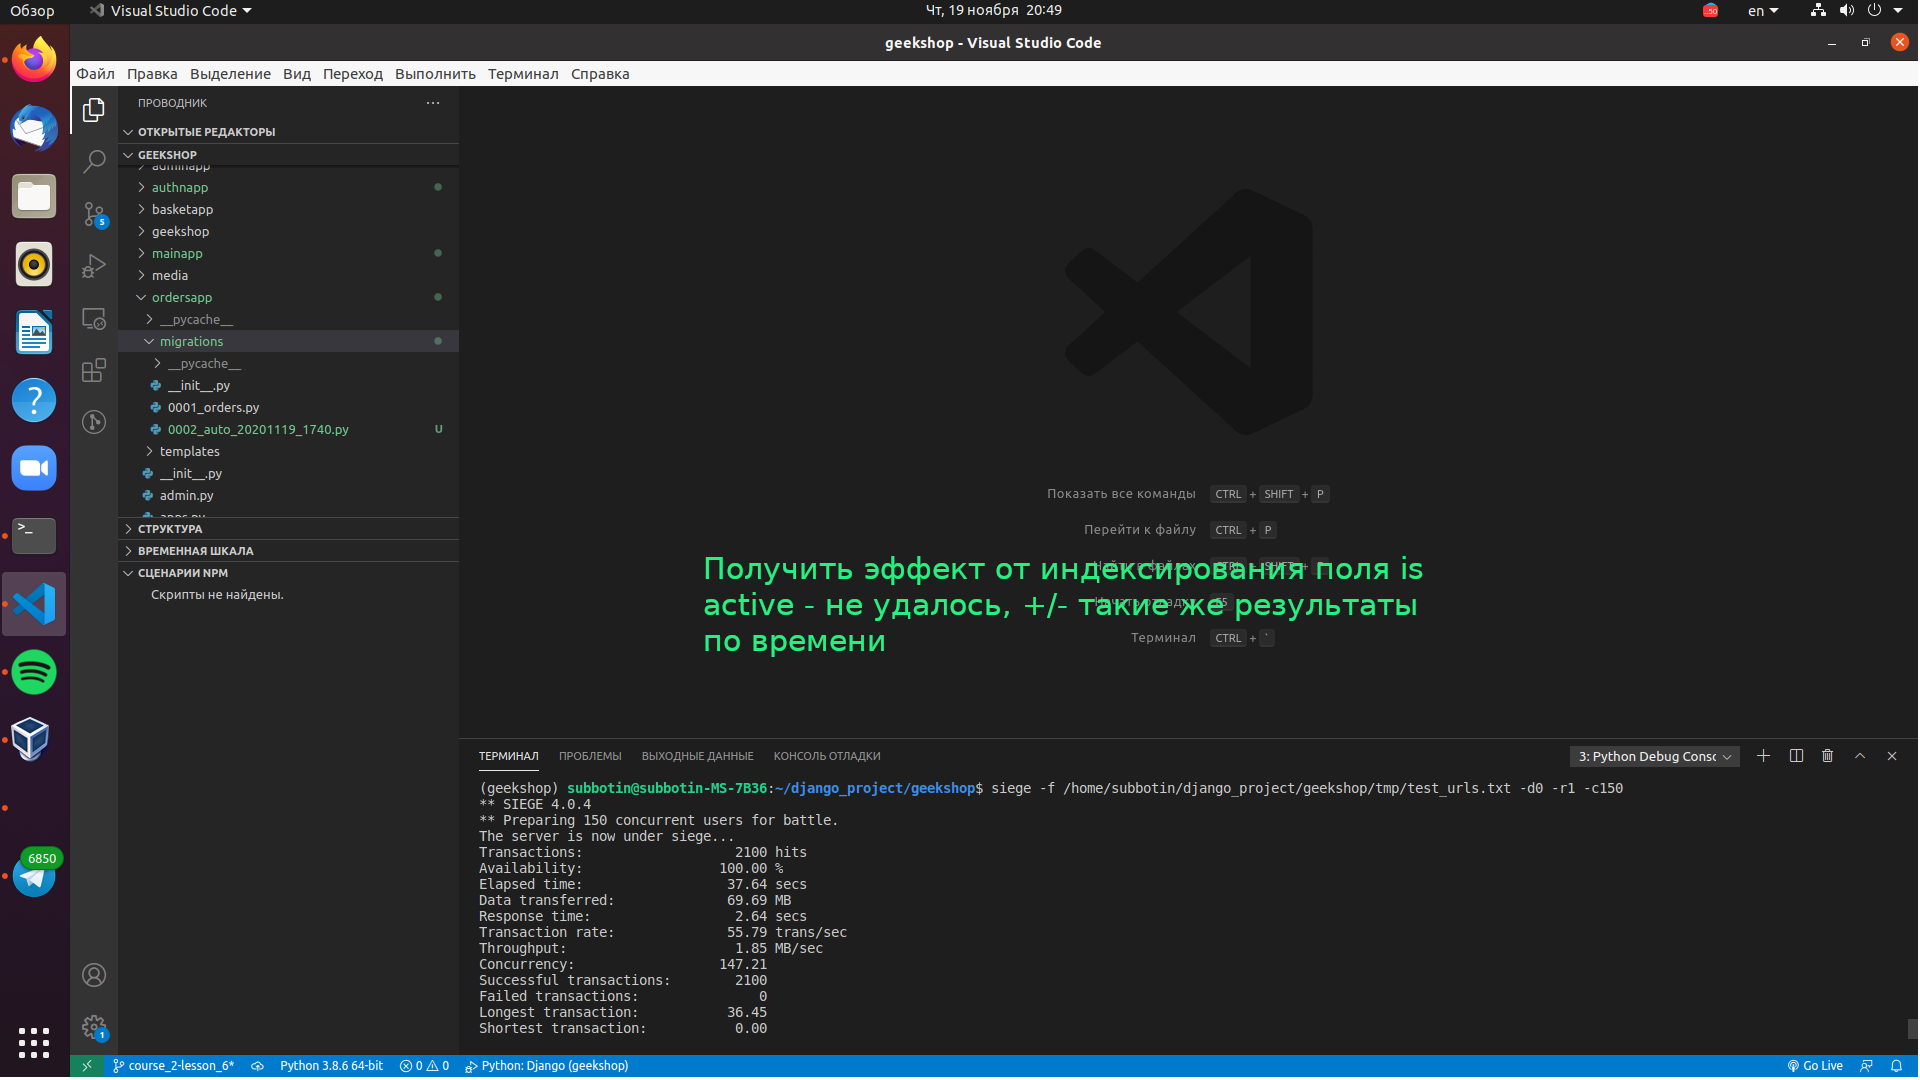 Обзор
Visual Studio Code
Чт, 19 ноября 20:49
en
geekshop - Visual Studio Code
Файл Правка Выделение Вид Переход Выполнить Терминал Справка
ПРОВОДНИК
ОТКРЫТЫЕ РЕДАКТОРЫ
GEEKSHOP
adminapp
authnapp
basketapp
geekshop
mainapp
media
ordersapp
__pycache__
migrations
__pycache__
__init__.py
0001_orders.py
0002_auto_20201119_1740.py U
templates
__init__.py
admin.py
apps.py
СТРУКТУРА
ВРЕМЕННАЯ ШКАЛА
СЦЕНАРИИ NPM
Скрипты не найдены.
5
1
6850
Показать все команды CTRL + SHIFT + P
Перейти к файлу CTRL + P
Найти в файлах CTRL + SHIFT +
Начать отладку F5
Терминал CTRL + `
Получить эффект от индексирования поля is
active - не удалось, +/- такие же результаты
по времени
ТЕРМИНАЛ ПРОБЛЕМЫ ВЫХОДНЫЕ ДАННЫЕ КОНСОЛЬ ОТЛАДКИ
3: Python Debug Consc
(geekshop) subbotin@subbotin-MS-7B36:~/django_project/geekshop$ siege -f /home/subbotin/django_project/geekshop/tmp/test_urls.txt -d0 -r1 -c150
** SIEGE 4.0.4
** Preparing 150 concurrent users for battle.
The server is now under siege...
Transactions: 2100 hits
Availability: 100.00 %
Elapsed time: 37.64 secs
Data transferred: 69.69 MB
Response time: 2.64 secs
Transaction rate: 55.79 trans/sec
Throughput: 1.85 MB/sec
Concurrency: 147.21
Successful transactions: 2100
Failed transactions: 0
Longest transaction: 36.45
Shortest transaction: 0.00
course_2-lesson_6* Python 3.8.6 64-bit 0 0 Python: Django (geekshop)
Go Live